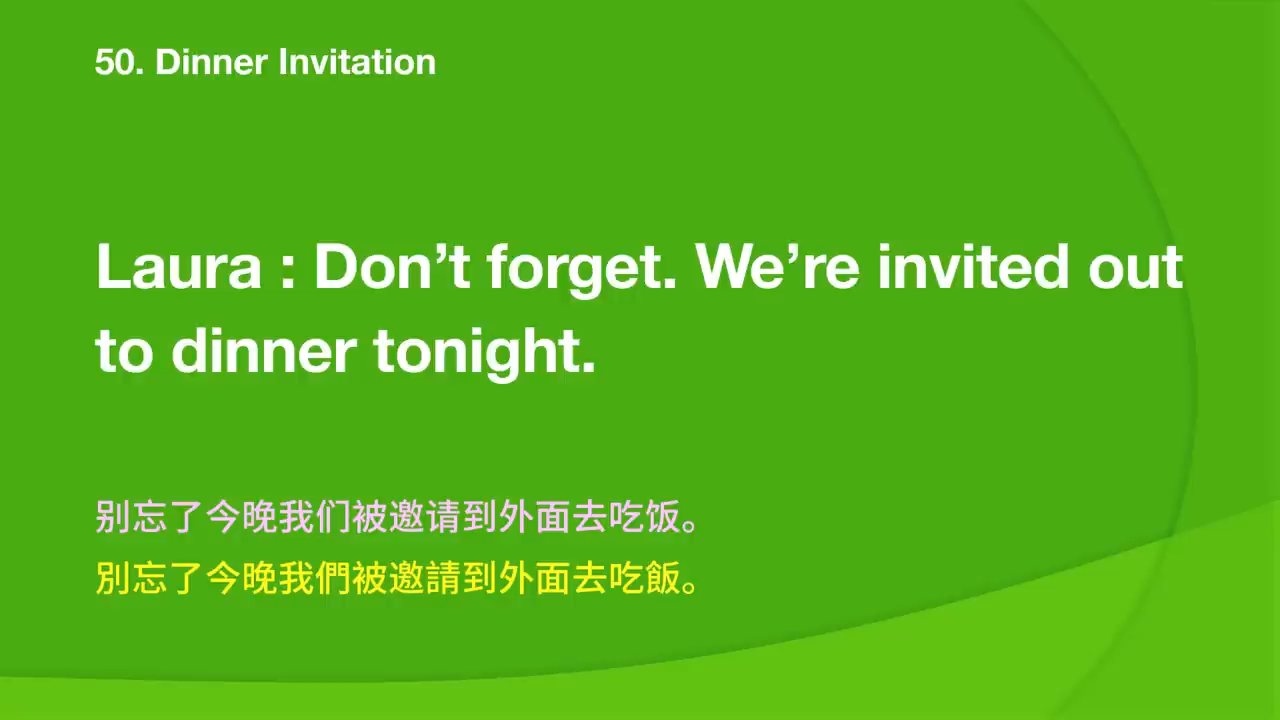 50. Dinner Invitation
Laura : Don’t forget. We’re invited out
to dinner tonight.
别忘了今晚我们被邀请到外面去吃饭。
別忘了今晚我們被邀請到外面去吃飯。